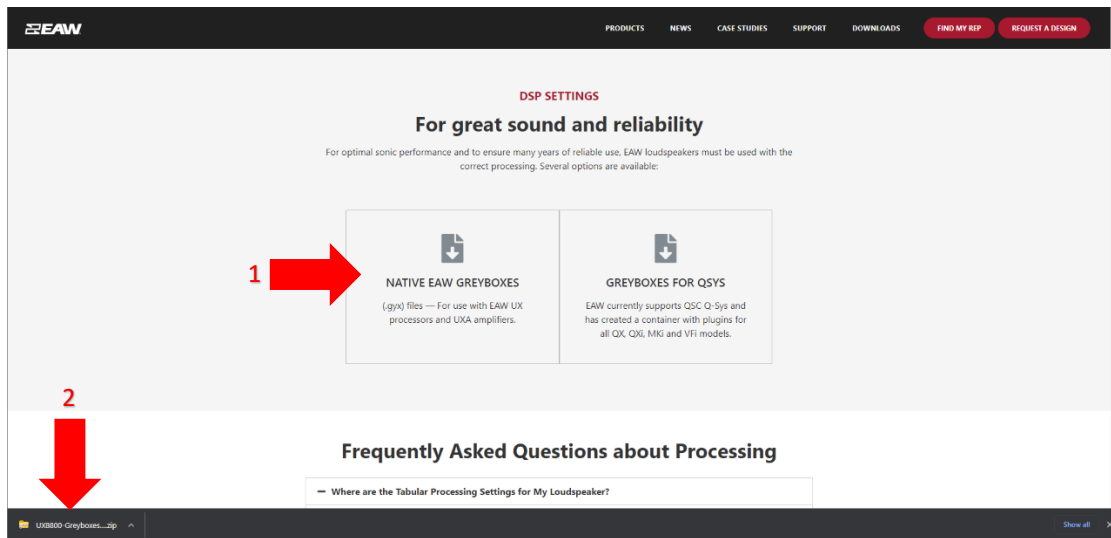 EAW
PRODUCTS NEWS CASE STUDIES SUPPORT DOWNLOADS FIND MY REP REQUEST A DESIGN
DSP SETTINGS
For great sound and reliability
For optimal sonic performance and to ensure many years of reliable use, EAW loudspeakers must be used with the
correct processing. Several options are available:
1
NATIVE EAW GREYBOXES
(.gyx) files — For use with EAW UX
processors and UXA amplifiers.
GREYBOXES FOR QSYS
EAW currently supports QSC Q-Sys and
has created a container with plugins for
all QX, QXi, MKi and VFi models.
2
Frequently Asked Questions about Processing
– Where are the Tabular Processing Settings for My Loudspeaker?
UX8800-Greyboxes....zip
Show all